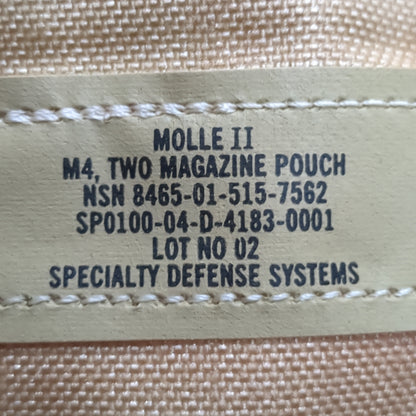 MOLLE II
M4, TWO MAGAZINE POUCH
NSN 8465-01-515-7562
SP0100-04-D-4183-0001
LOT NO 02
SPECIALTY DEFENSE SYSTEMS